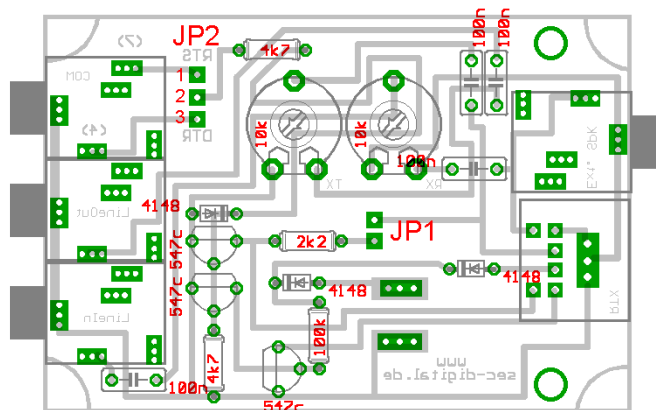 (7)
JP2
RTS
4k7
100n
100n
COM
1
2
3
DTR
(4)
10k
10k
100n
Ext. SPK
TX
RX
4148
LineOut
547c
2k2
JP1
547c
4148
4148
RTX
LineIn
4k7
100k
100n
547c
www
sec-digital.de